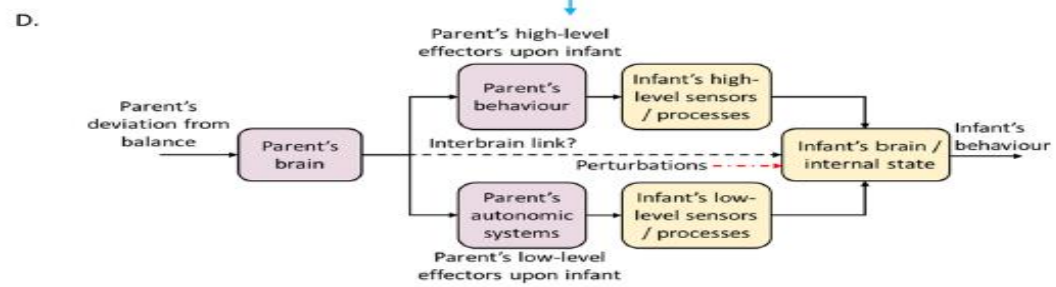 D.
Parent's high-level
effectors upon infant
Parent's
deviation from
balance
Parent's
brain
Parent's
behaviour
Infant's high-
level sensors
/ processes
Interbrain link?
Perturbations
Infant's brain /
internal state
Infant's
behaviour
Parent's
autonomic
systems
Infant's low-
level sensors
/ processes
Parent's low-level
effectors upon infant